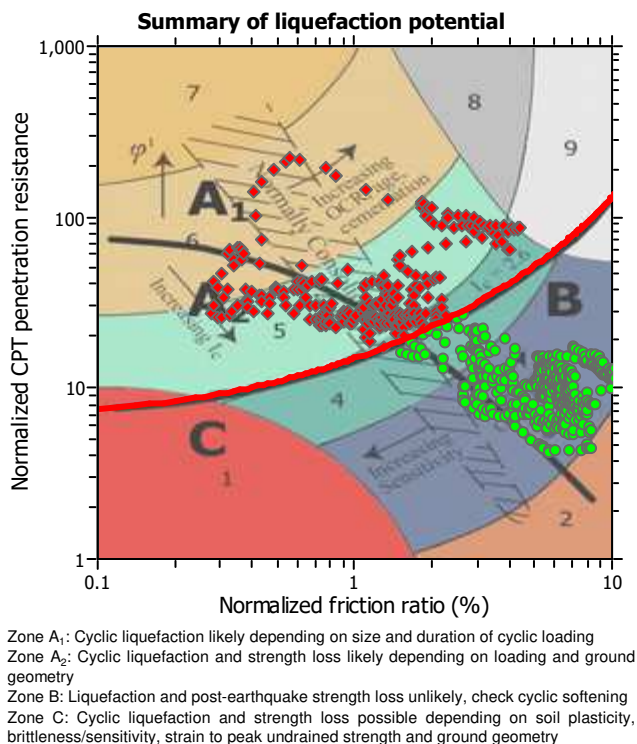 Summary of liquefaction potential
1,000
100
10
1
Normalized CPT penetration resistance
7
8
9
φ'
A1
Increasing
OCR, age,
cementation
Normally
6
A2
Increasing Ic
5
B
4
C
1
Increasing
Sensitivity
2
0.1
1
10
Normalized friction ratio (%)
Zone A1: Cyclic liquefaction likely depending on size and duration of cyclic loading
Zone A2: Cyclic liquefaction and strength loss likely depending on loading and ground
geometry
Zone B: Liquefaction and post-earthquake strength loss unlikely, check cyclic softening
Zone C: Cyclic liquefaction and strength loss possible depending on soil plasticity,
brittleness/sensitivity, strain to peak undrained strength and ground geometry